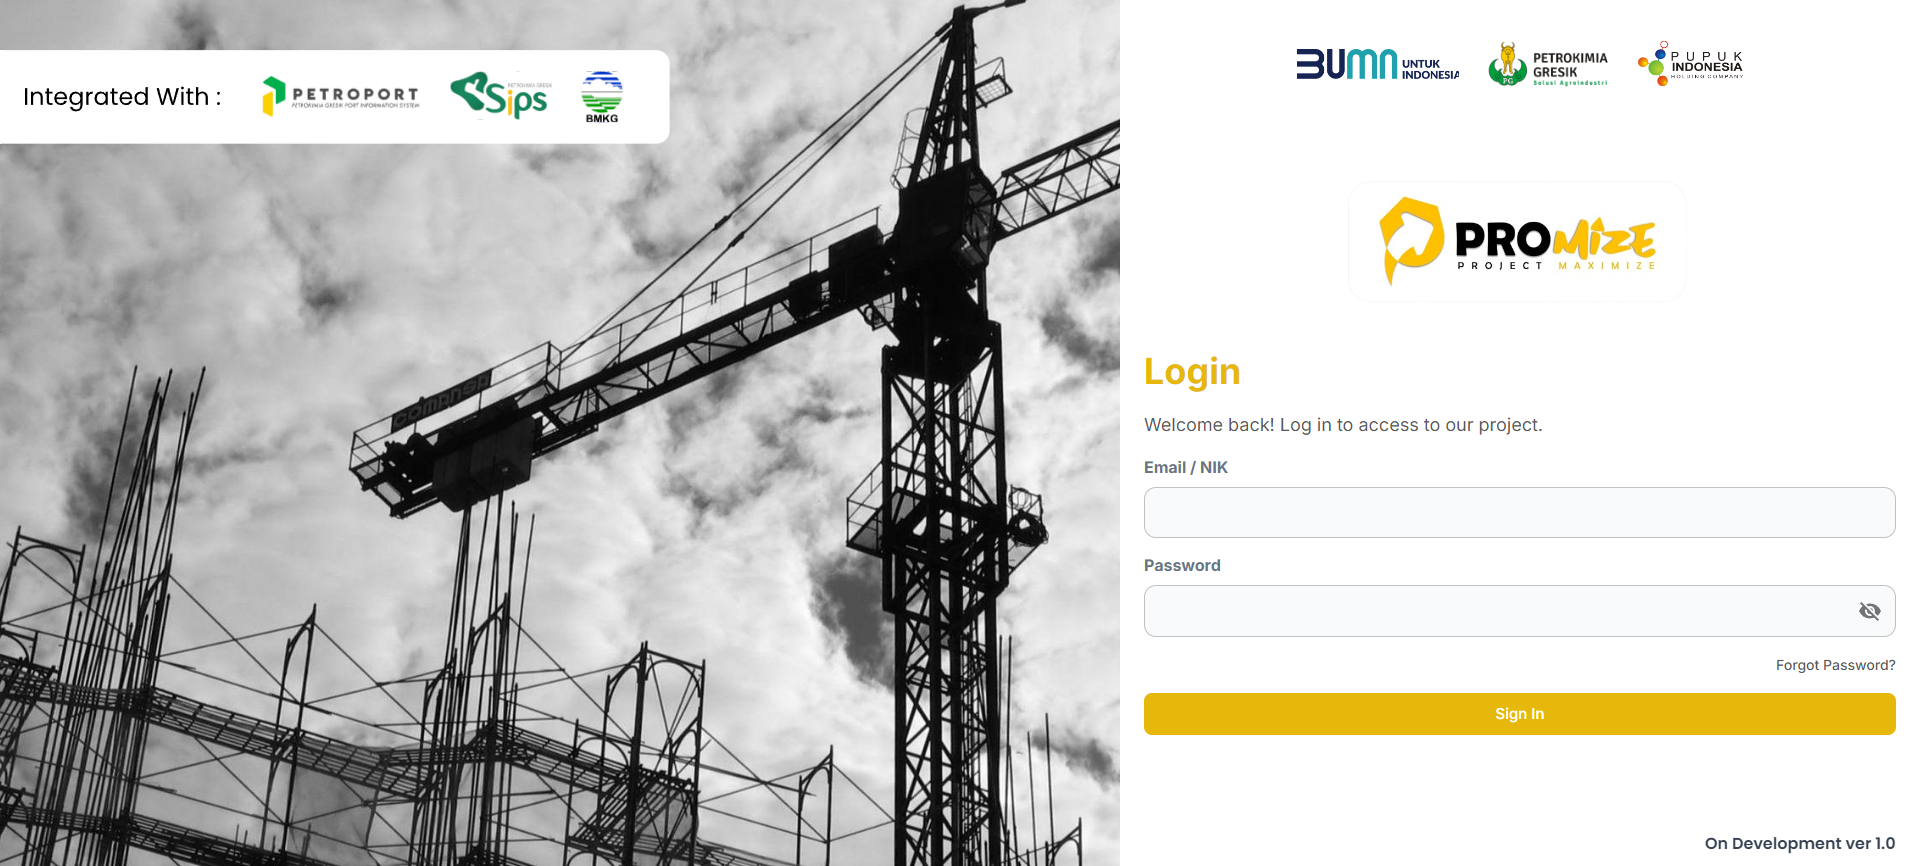 Integrated With :
PETROPORT
PETROKIMIA GRESIK PORT INFORMATION SYSTEM
PETROKIMIA GRESIK
Sips
BMKG
COMANSA
BUMN UNTUK INDONESIA
PETROKIMIA GRESIK
PG
Solusi Agroindustri
PUPUK INDONESIA
HOLDING COMPANY
PROMIZE
PROJECT MAXIMIZE
Login
Welcome back! Log in to access to our project.
Email / NIK
Password
Forgot Password?
Sign In
On Development ver 1.0